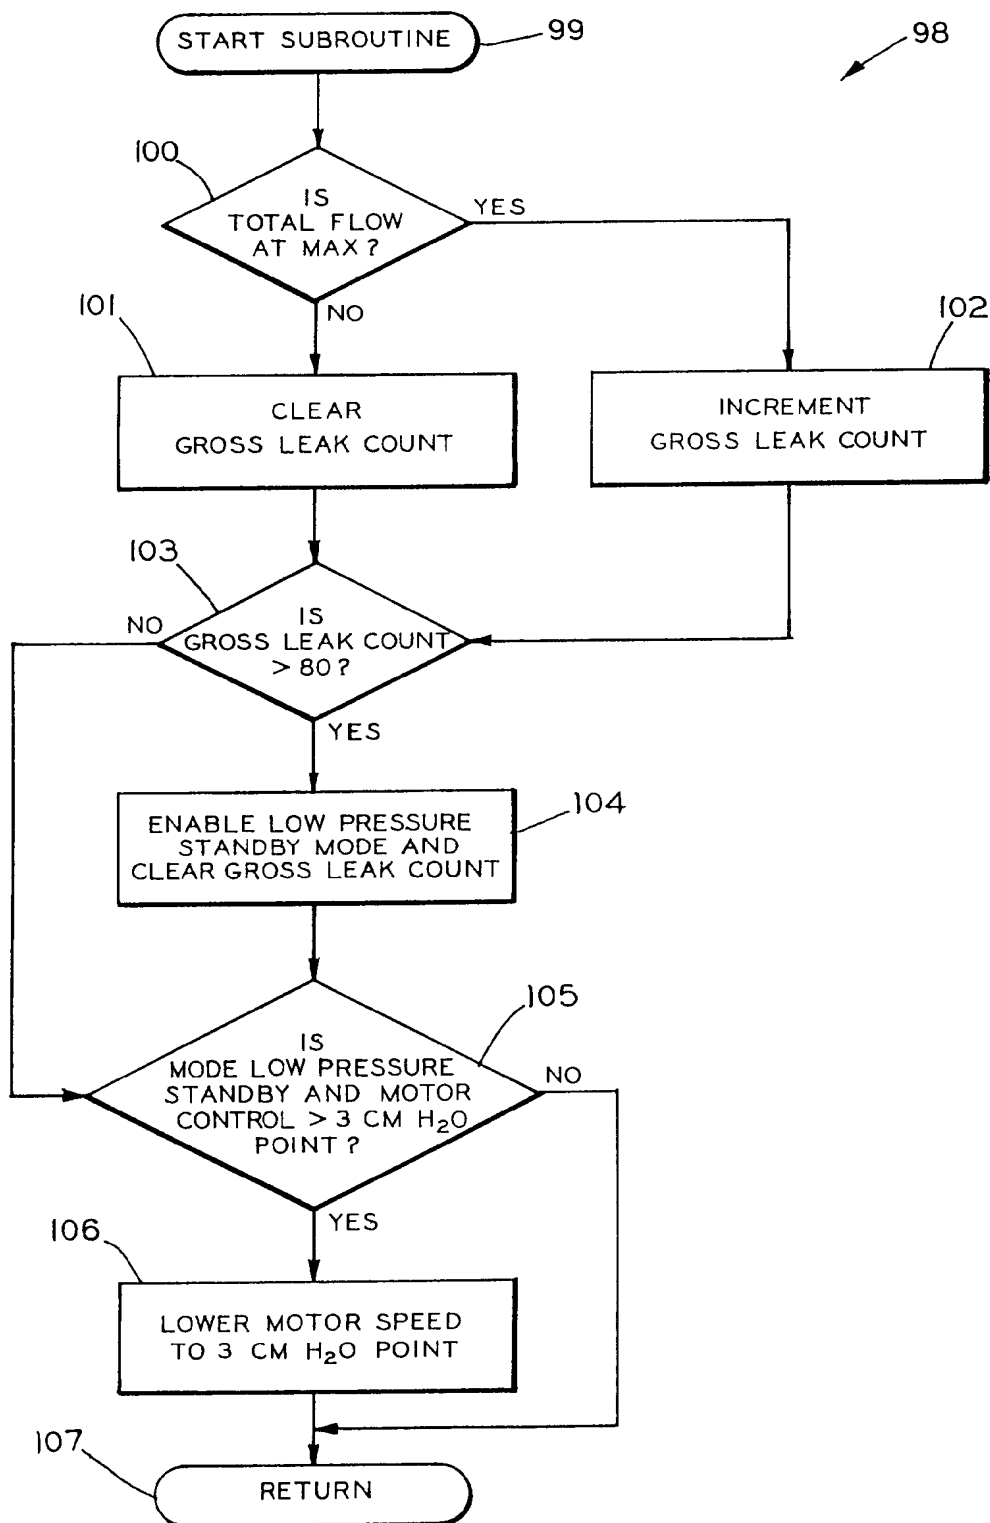 START SUBROUTINE
99
98
100
IS
TOTAL FLOW
AT MAX?
YES
NO
101
CLEAR
GROSS LEAK COUNT
102
INCREMENT
GROSS LEAK COUNT
103
NO
IS
GROSS LEAK COUNT
> 80?
YES
ENABLE LOW PRESSURE
STANDBY MODE AND
CLEAR GROSS LEAK COUNT
104
105
IS
MODE LOW PRESSURE
STANDBY AND MOTOR
CONTROL > 3 CM H₂O
POINT?
NO
YES
106
LOWER MOTOR SPEED
TO 3 CM H₂O POINT
107
RETURN